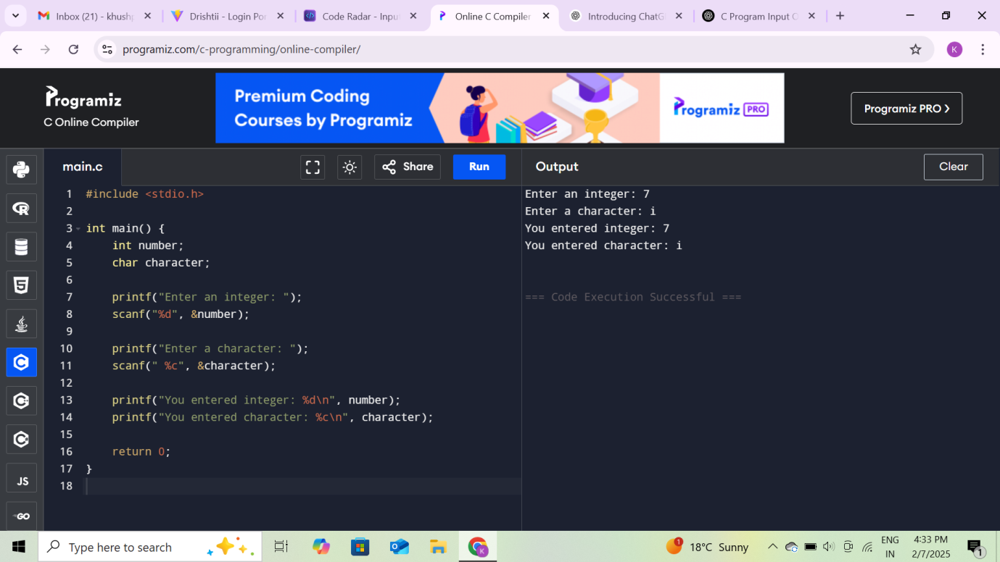 Inbox (21) - khushp
Drishtii - Login Por
Code Radar - Input
Online C Compiler
Introducing ChatG
C Program Input O
programiz.com/c-programming/online-compiler/
K
Programiz
C Online Compiler
Premium Coding
Courses by Programiz
Programiz PRO
Programiz PRO >
main.c
Share
Run
Output
Clear
1 #include <stdio.h>
2
3 int main() {
4     int number;
5     char character;
6
7     printf("Enter an integer: ");
8     scanf("%d", &number);
9
10     printf("Enter a character: ");
11     scanf(" %c", &character);
12
13     printf("You entered integer: %d\n", number);
14     printf("You entered character: %c\n", character);
15
16     return 0;
17 }
18
Enter an integer: 7
Enter a character: i
You entered integer: 7
You entered character: i
=== Code Execution Successful ===
JS
GO
Type here to search
1
18°C Sunny
ENG
IN
4:33 PM
2/7/2025
1